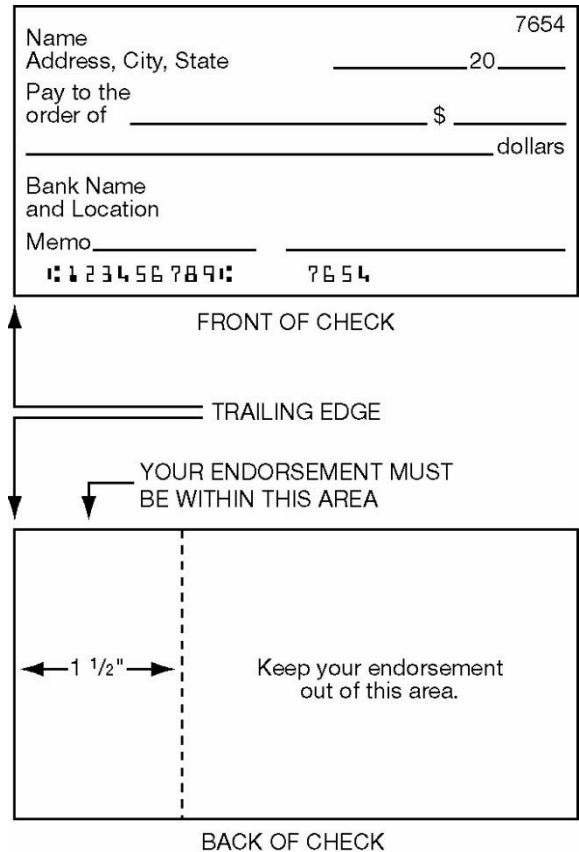 7654
Name
Address, City, State 20
Pay to the
order of $
dollars
Bank Name
and Location
Memo
⑆123456789⑆ 7654
FRONT OF CHECK
TRAILING EDGE
YOUR ENDORSEMENT MUST
BE WITHIN THIS AREA
1 1/2"
Keep your endorsement
out of this area.
BACK OF CHECK